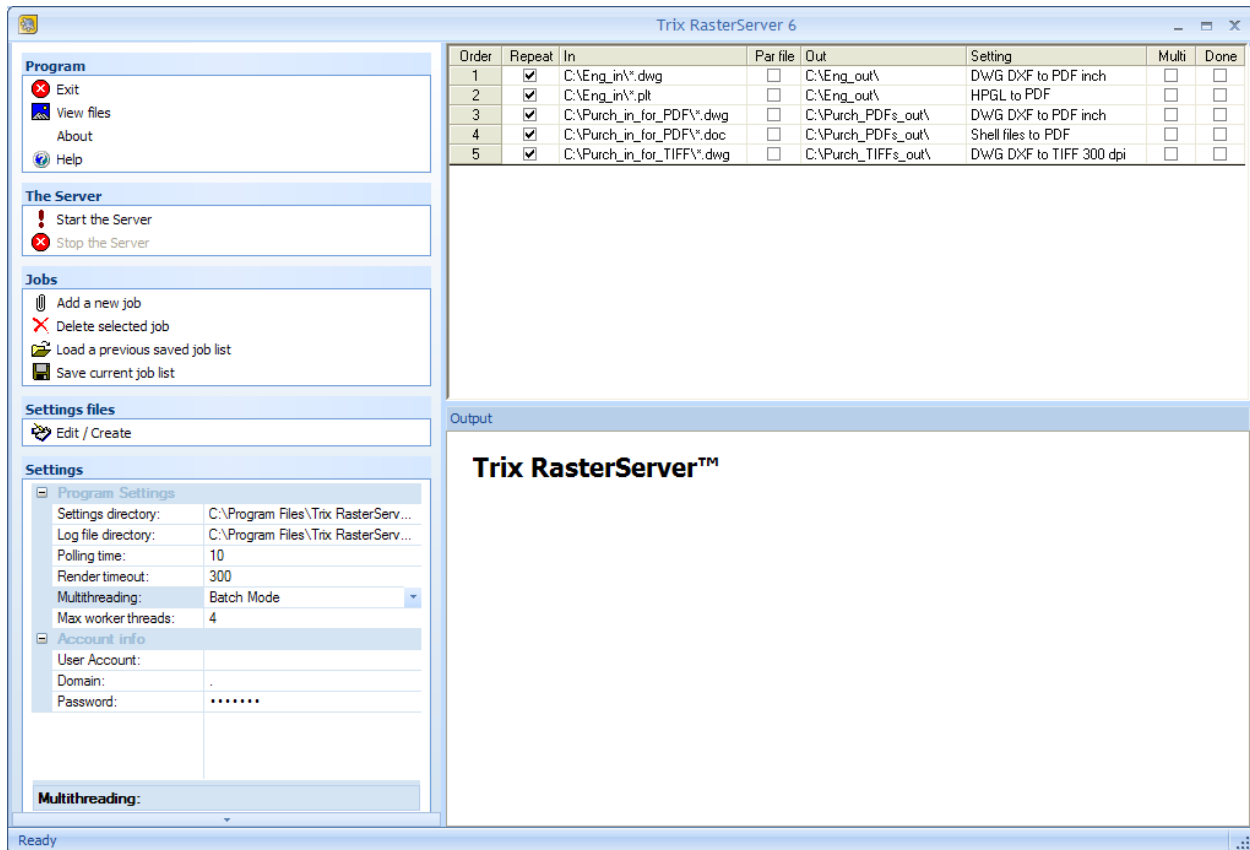 Trix RasterServer 6
Program
Exit
View files
About
Help
The Server
Start the Server
Stop the Server
Jobs
Add a new job
Delete selected job
Load a previous saved job list
Save current job list
Settings files
Edit / Create
Settings
Program Settings
Settings directory: C:\Program Files\Trix RasterServ...
Log file directory: C:\Program Files\Trix RasterServ...
Polling time: 10
Render timeout: 300
Multithreading: Batch Mode
Max worker threads: 4
Account info
User Account:
Domain: .
Password: •••••••
Multithreading:
Order Repeat In Par file Out Setting Multi Done
1 C:\Eng_in\*.dwg C:\Eng_out\ DWG DXF to PDF inch
2 C:\Eng_in\*.plt C:\Eng_out\ HPGL to PDF
3 C:\Purch_in_for_PDF\*.dwg C:\Purch_PDFs_out\ DWG DXF to PDF inch
4 C:\Purch_in_for_PDF\*.doc C:\Purch_PDFs_out\ Shell files to PDF
5 C:\Purch_in_for_TIFF\*.dwg C:\Purch_TIFFs_out\ DWG DXF to TIFF 300 dpi
Output
Trix RasterServer™
Ready